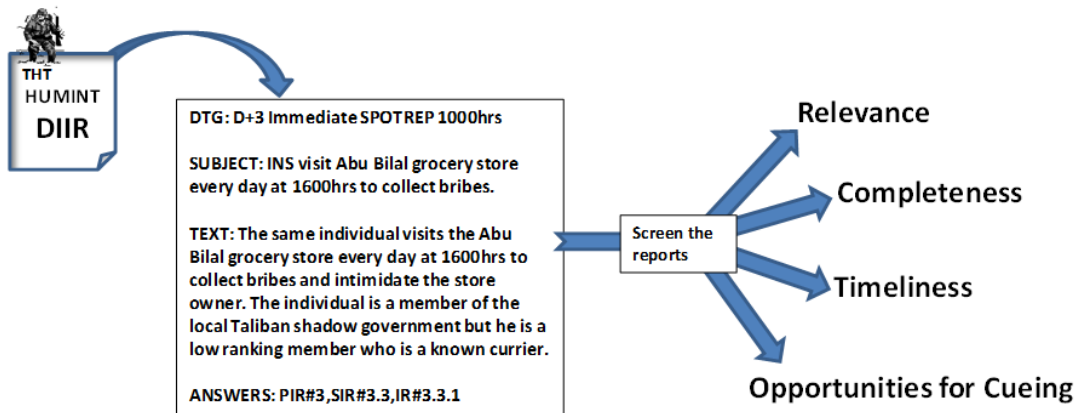 THT
HUMINT
DIIR
DTG: D+3 Immediate SPOTREP 1000hrs
SUBJECT: INS visit Abu Bilal grocery store
every day at 1600hrs to collect bribes.
TEXT: The same individual visits the Abu
Bilal grocery store every day at 1600hrs to
collect bribes and intimidate the store
owner. The individual is a member of the
local Taliban shadow government but he is a
low ranking member who is a known currier.
ANSWERS: PIR#3,SIR#3.3,IR#3.3.1
Screen the
reports
Relevance
Completeness
Timeliness
Opportunities for Cueing